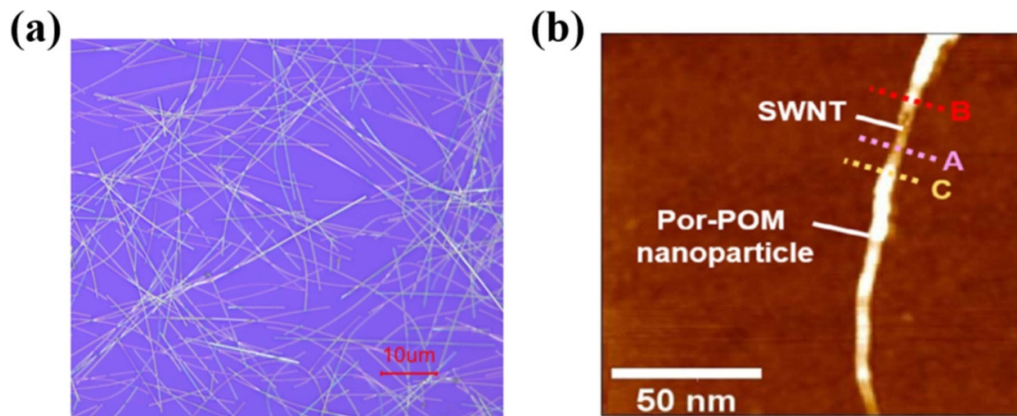 (a)
(b)
10um
SWNT
B
A
C
Por-POM
nanoparticle
50 nm